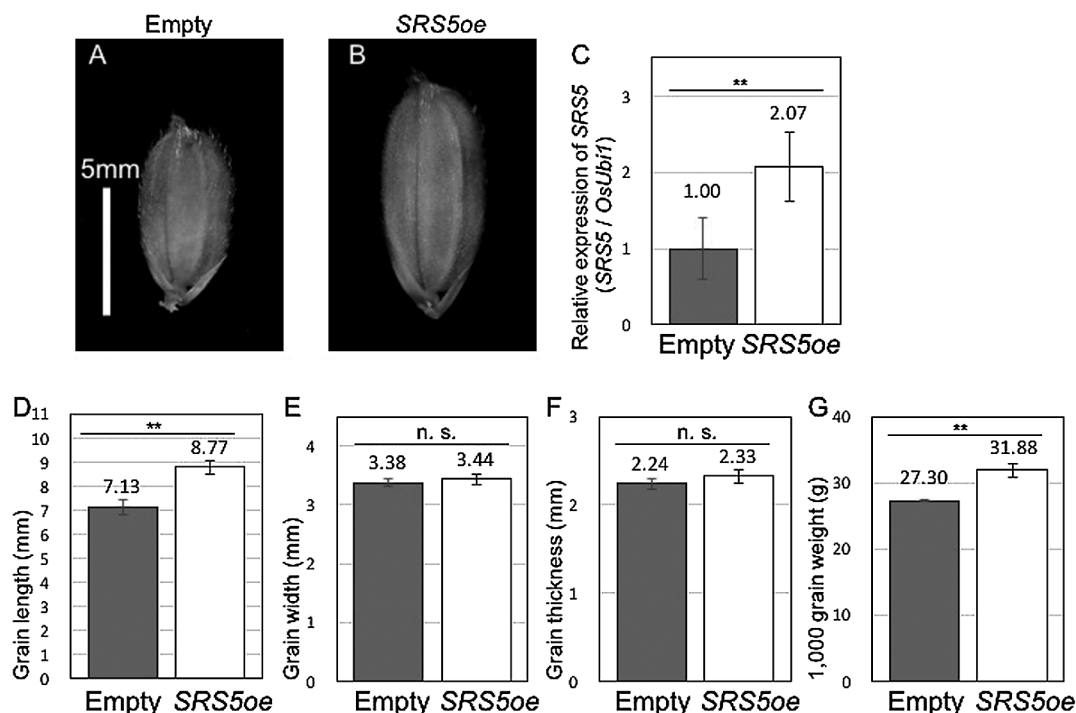 Empty
SRS5oe
A
5mm
B
C
Relative expression of SRS5
(SRS5 / OsUbi1)
3
2
1
0
**
1.00
2.07
Empty SRS5oe
D
Grain length (mm)
11
10
9
8
7
6
5
4
3
2
1
0
**
7.13
8.77
Empty SRS5oe
E
Grain width (mm)
4
3
2
1
0
n. s.
3.38
3.44
Empty SRS5oe
F
Grain thickness (mm)
3
2
1
0
n. s.
2.24
2.33
Empty SRS5oe
G
1,000 grain weight (g)
40
30
20
10
0
**
27.30
31.88
Empty SRS5oe